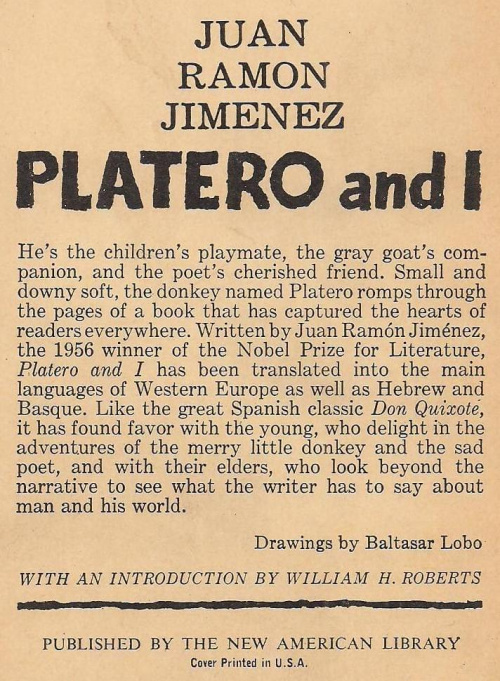 JUAN
RAMON
JIMENEZ
PLATERO and I
He's the children's playmate, the gray goat's com-
panion, and the poet's cherished friend. Small and
downy soft, the donkey named Platero romps through
the pages of a book that has captured the hearts of
readers everywhere. Written by Juan Ramón Jiménez,
the 1956 winner of the Nobel Prize for Literature,
Platero and I has been translated into the main
languages of Western Europe as well as Hebrew and
Basque. Like the great Spanish classic Don Quixote,
it has found favor with the young, who delight in the
adventures of the merry little donkey and the sad
poet, and with their elders, who look beyond the
narrative to see what the writer has to say about
man and his world.
Drawings by Baltasar Lobo
WITH AN INTRODUCTION BY WILLIAM H. ROBERTS
PUBLISHED BY THE NEW AMERICAN LIBRARY
Cover Printed in U.S.A.